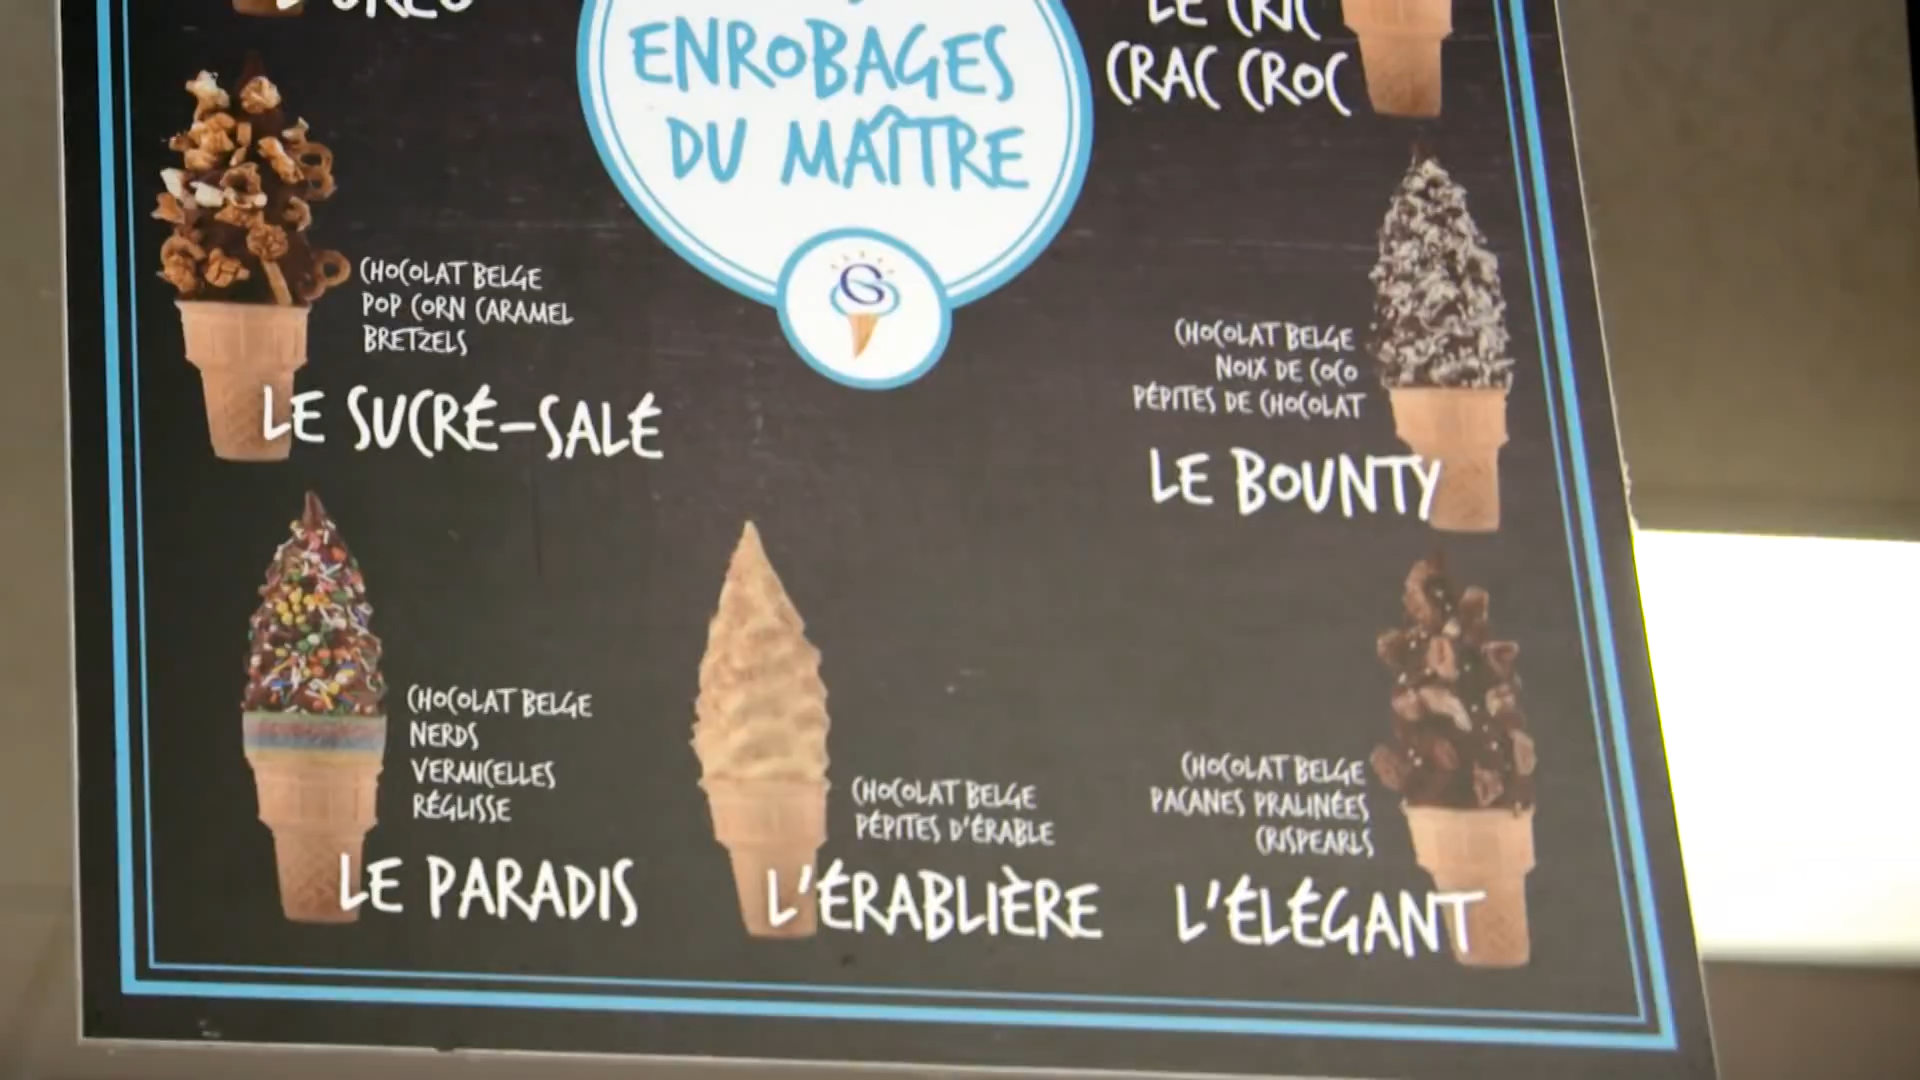 ENROBAGES
DU MAÎTRE
CRAC CROC
CHOCOLAT BELGE
POP CORN CARAMEL
BRETZELS
LE SUCRÉ-SALÉ
CHOCOLAT BELGE
NOIX DE COCO
PÉPITES DE CHOCOLAT
LE BOUNTY
CHOCOLAT BELGE
NERDS
VERMICELLES
RÉGLISSE
LE PARADIS
CHOCOLAT BELGE
PÉPITES D'ÉRABLE
L'ÉRABLIÈRE
CHOCOLAT BELGE
PACANES PRALINÉES
CRISPEARLS
L'ÉLÉGANT
G